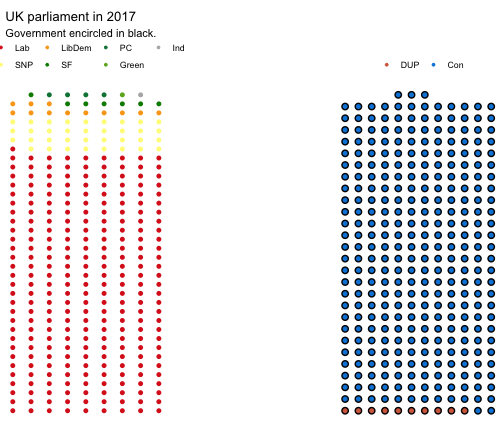 UK parliament in 2017
Government encircled in black.
Lab LibDem PC Ind
SNP SF Green
DUP Con